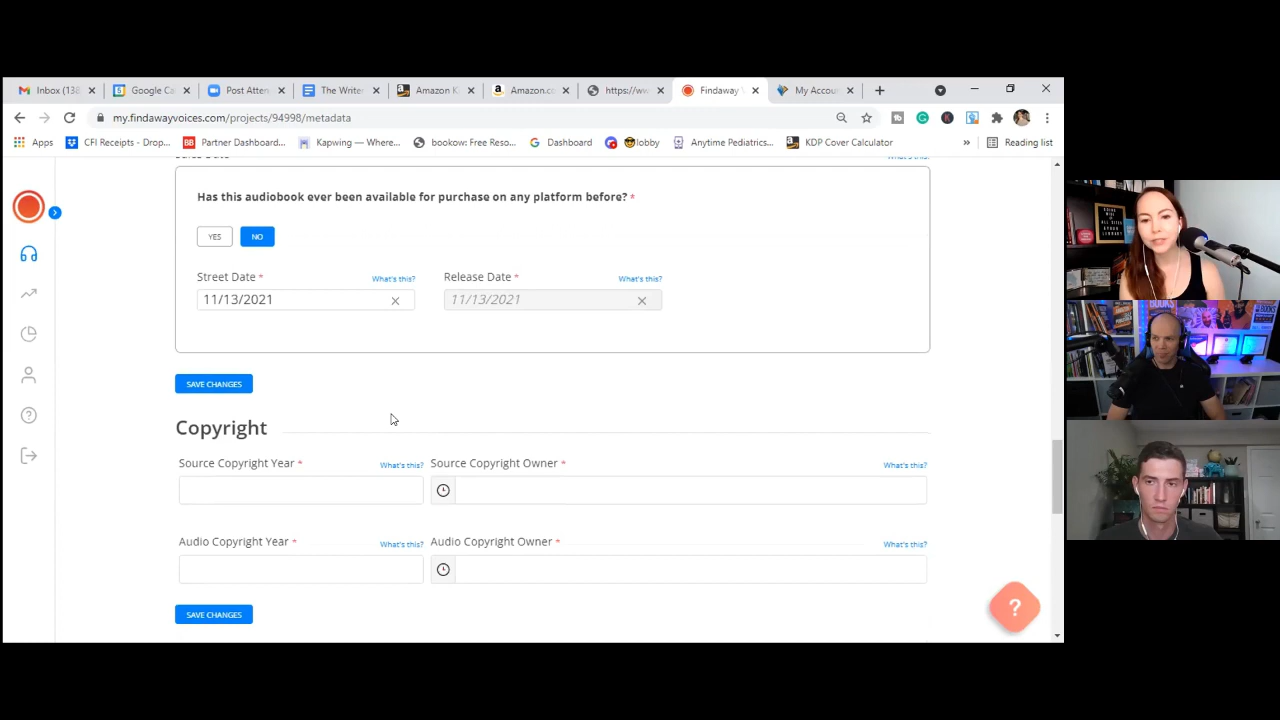 Inbox (138
Google Ca
Post Atten
The Writer
Amazon K
Amazon.co
https://ww
Findaway V
My Accoun
my.findawayvoices.com/projects/94998/metadata
Apps
CFI Receipts - Drop...
Partner Dashboard...
Kapwing — Where...
bookow: Free Reso...
Dashboard
lobby
Anytime Pediatrics...
KDP Cover Calculator
»
Reading list
What's this?
Has this audiobook ever been available for purchase on any platform before? *
YES
NO
Street Date * What's this?
Release Date * What's this?
11/13/2021
11/13/2021
SAVE CHANGES
Copyright
Source Copyright Year * What's this?
Source Copyright Owner * What's this?
Audio Copyright Year * What's this?
Audio Copyright Owner * What's this?
SAVE CHANGES
?